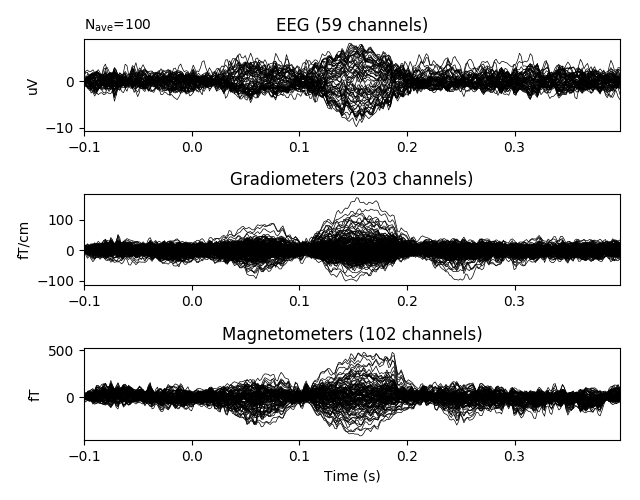 N_ave=100
EEG (59 channels)
uV
0
−10
−0.1 0.0 0.1 0.2 0.3
Gradiometers (203 channels)
fT/cm
100
0
−100
−0.1 0.0 0.1 0.2 0.3
Magnetometers (102 channels)
fT
500
0
−0.1 0.0 0.1 0.2 0.3
Time (s)